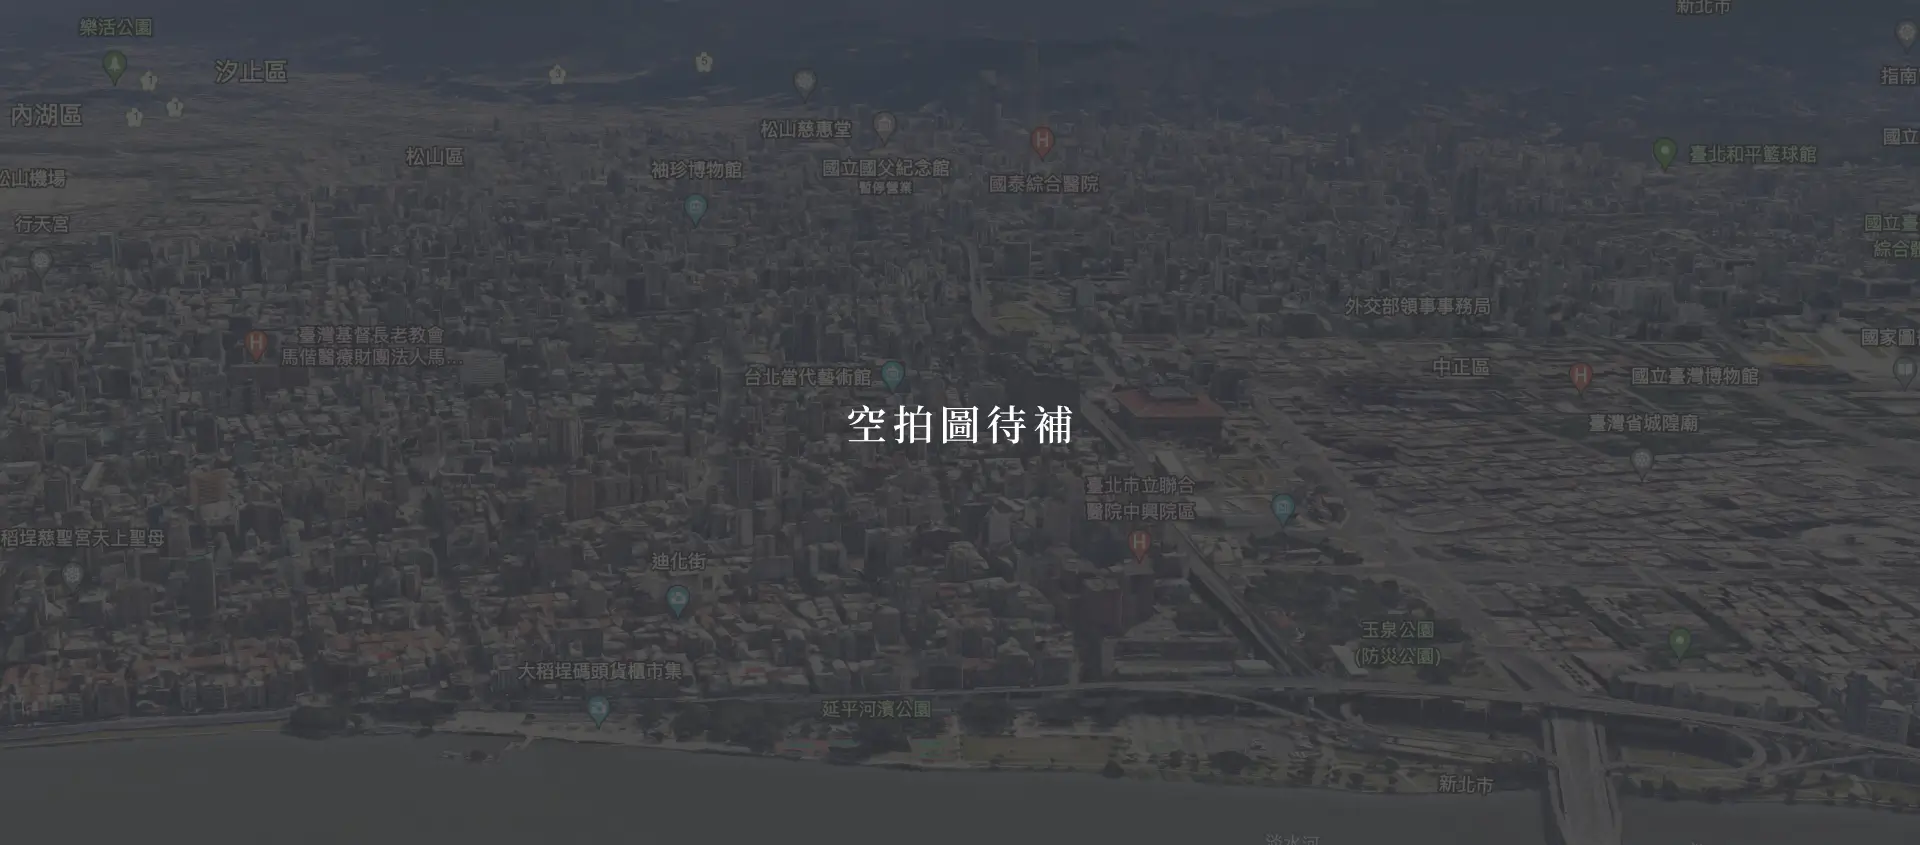 新北市
樂活公園
汐止區
5
3
1
1
1
內湖區
指南
松山慈惠堂
國立
松山區
臺北和平籃球館
袖珍博物館
國立國父紀念館
暫停營業
國泰綜合醫院
H
松山機場
行天宮
國立臺
綜合體
外交部領事事務局
臺灣基督長老教會
馬偕醫療財團法人馬...
H
國家圖
中正區
台北當代藝術館
H
國立臺灣博物館
空拍圖待補
臺灣省城隍廟
臺北市立聯合
醫院中興院區
H
稻埕慈聖宮天上聖母
迪化街
玉泉公園
(防災公園)
大稻埕碼頭貨櫃市集
延平河濱公園
新北市
淡水河